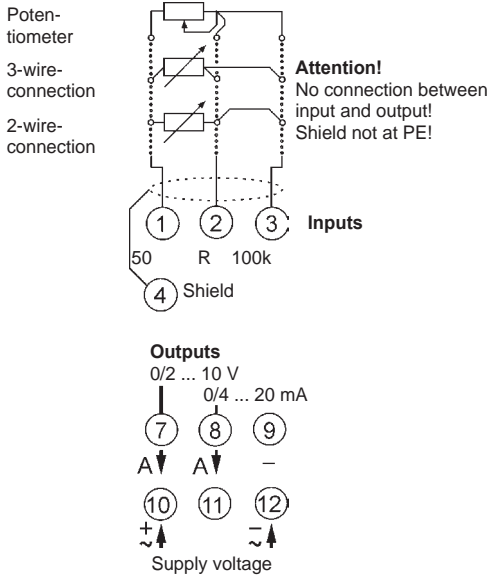 Poten-
tiometer
3-wire-
connection
2-wire-
connection
Attention!
No connection between
input and output!
Shield not at PE!
1 2 3 Inputs
50 R 100k
4 Shield
Outputs
0/2 ... 10 V
0/4 ... 20 mA
7 8 9
A A –
10 11 12
+ –
~ ~
Supply voltage